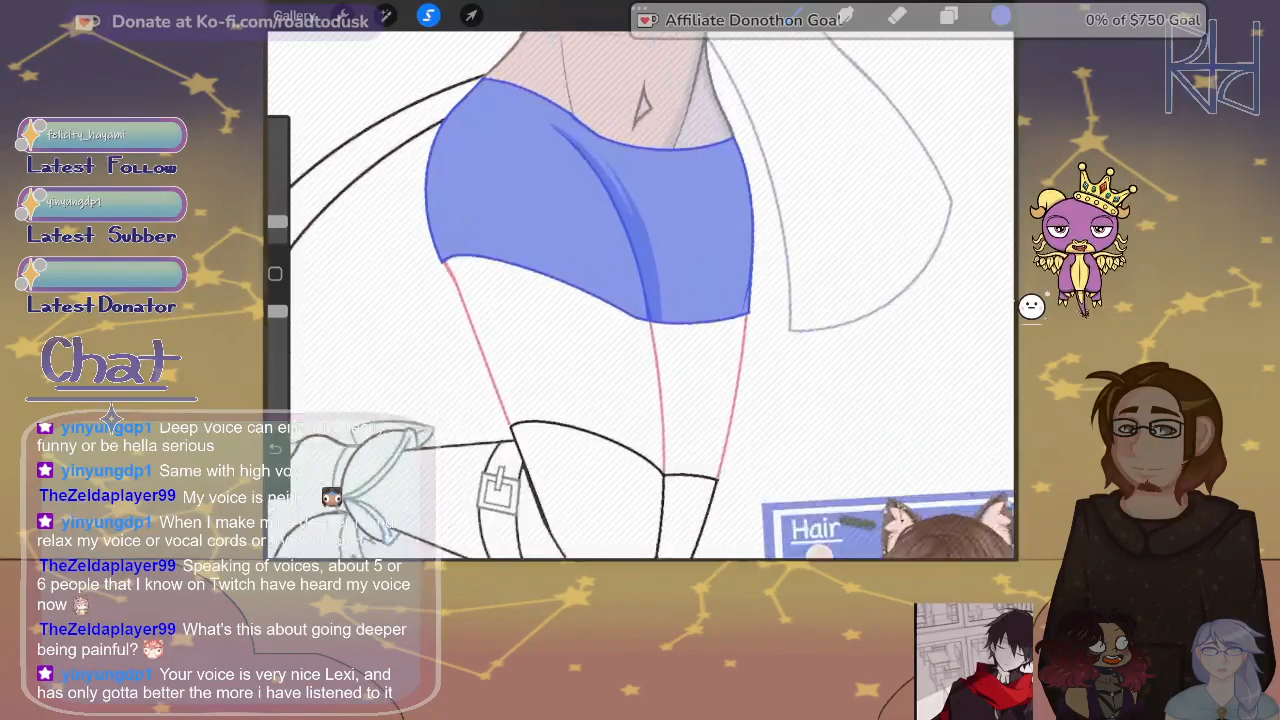 Donate at Ko-fi.com/roadtodusk
Gallery
Affiliate Donothon Goal
0% of $750 Goal
felicity_hayami
Latest Follow
yinyungdp1
Latest Subber
Latest Donator
Chat
yinyungdp1 Deep Voice can
funny or be hella serious
yinyungdp1 Same with high
TheZeldaplayer99 My voice is
yinyungdp1 When I make
relax my voice or vocal cords or
TheZeldaplayer99 Speaking of voices, about 5 or
6 people that I know on Twitch have heard my voice
now
TheZeldaplayer99 What's this about going deeper
being painful?
yinyungdp1 Your voice is very nice Lexi, and
has only gotta better the more i have listened to it
Hair